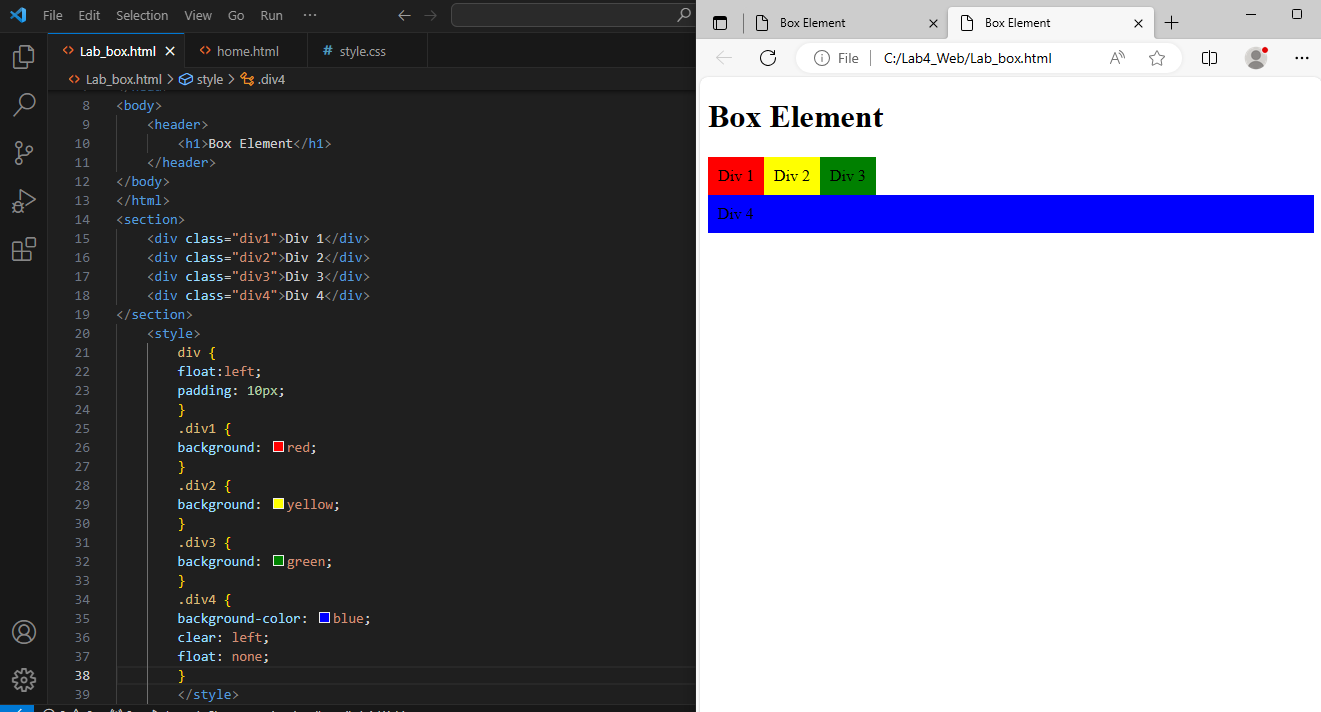 File Edit Selection View Go Run ...
Lab_box.html home.html # style.css
Lab_box.html > style > .div4
8 <body>
9 <header>
10 <h1>Box Element</h1>
11 </header>
12 </body>
13 </html>
14 <section>
15 <div class="div1">Div 1</div>
16 <div class="div2">Div 2</div>
17 <div class="div3">Div 3</div>
18 <div class="div4">Div 4</div>
19 </section>
20 <style>
21 div {
22 float:left;
23 padding: 10px;
24 }
25 .div1 {
26 background: red;
27 }
28 .div2 {
29 background: yellow;
30 }
31 .div3 {
32 background: green;
33 }
34 .div4 {
35 background-color: blue;
36 clear: left;
37 float: none;
38 }
39 </style>
Box Element Box Element
File C:/Lab4_Web/Lab_box.html
Box Element
Div 1 Div 2 Div 3
Div 4